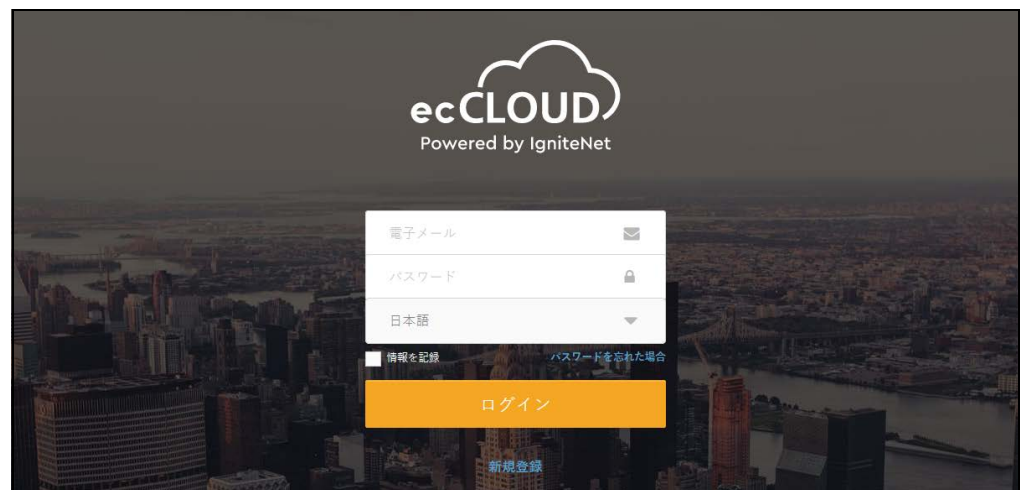 ecCLOUD
Powered by IgniteNet
電子メール
パスワード
日本語
情報を記録 パスワードを忘れた場合
ログイン
新規登録